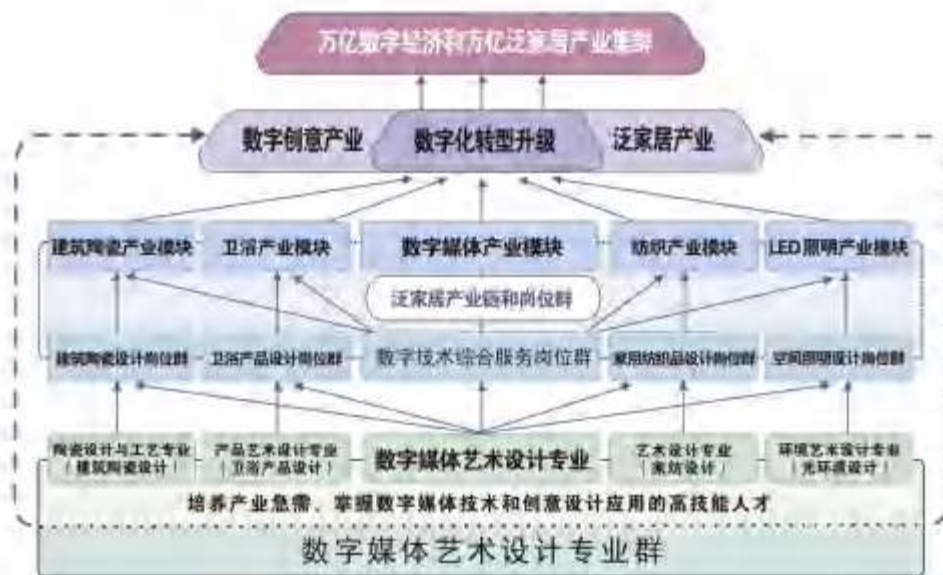 万亿数字经济和万亿泛家居产业集群
数字创意产业
数字化转型升级
泛家居产业
建筑陶瓷产业模块
卫浴产业模块
数字媒体产业模块
纺织产业模块
LED照明产业模块
泛家居产业链和岗位群
建筑陶瓷设计岗位群
卫浴产品设计岗位群
数字技术综合服务岗位群
家用纺织品设计岗位群
空间照明设计岗位群
陶瓷设计与工艺专业
（建筑陶瓷设计）
产品艺术设计专业
（卫浴产品设计）
数字媒体艺术设计专业
艺术设计专业
（家纺设计）
环境艺术设计专业
（光环境设计）
培养产业急需、掌握数字媒体技术和创意设计应用的高技能人才
数字媒体艺术设计专业群